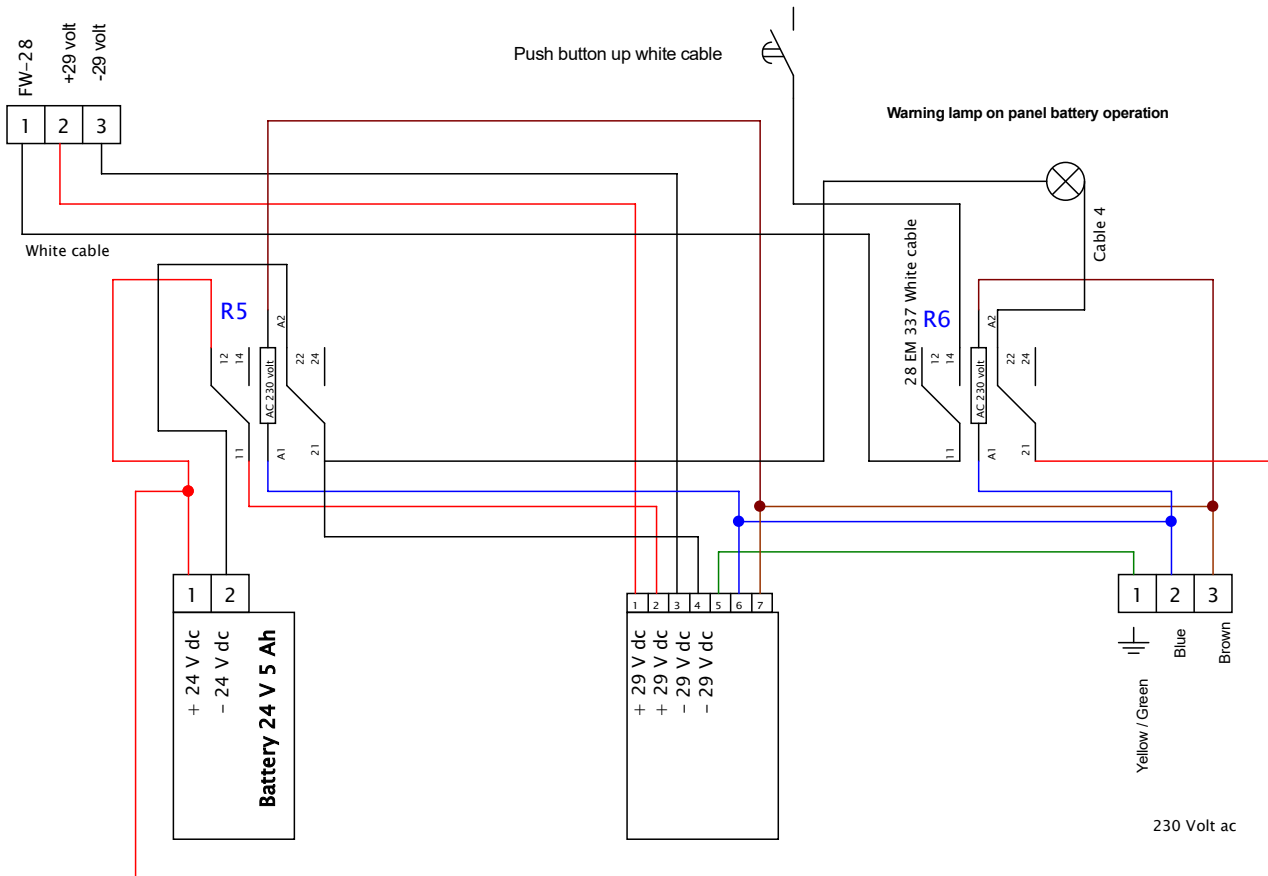 FW-28
+29 volt
-29 volt
1
2
3
White cable
Push button up white cable
Warning lamp on panel battery operation
Cable 4
R5
12
14
11
AC 230 volt
A2
A1
22
24
21
28 EM 337 White cable
R6
12
14
11
AC 230 volt
A2
A1
22
24
21
1
2
+ 24 V dc
- 24 V dc
Battery 24 V 5 Ah
1
2
3
4
5
6
7
+ 29 V dc
+ 29 V dc
- 29 V dc
- 29 V dc
1
2
3
Yellow / Green
Blue
Brown
230 Volt ac